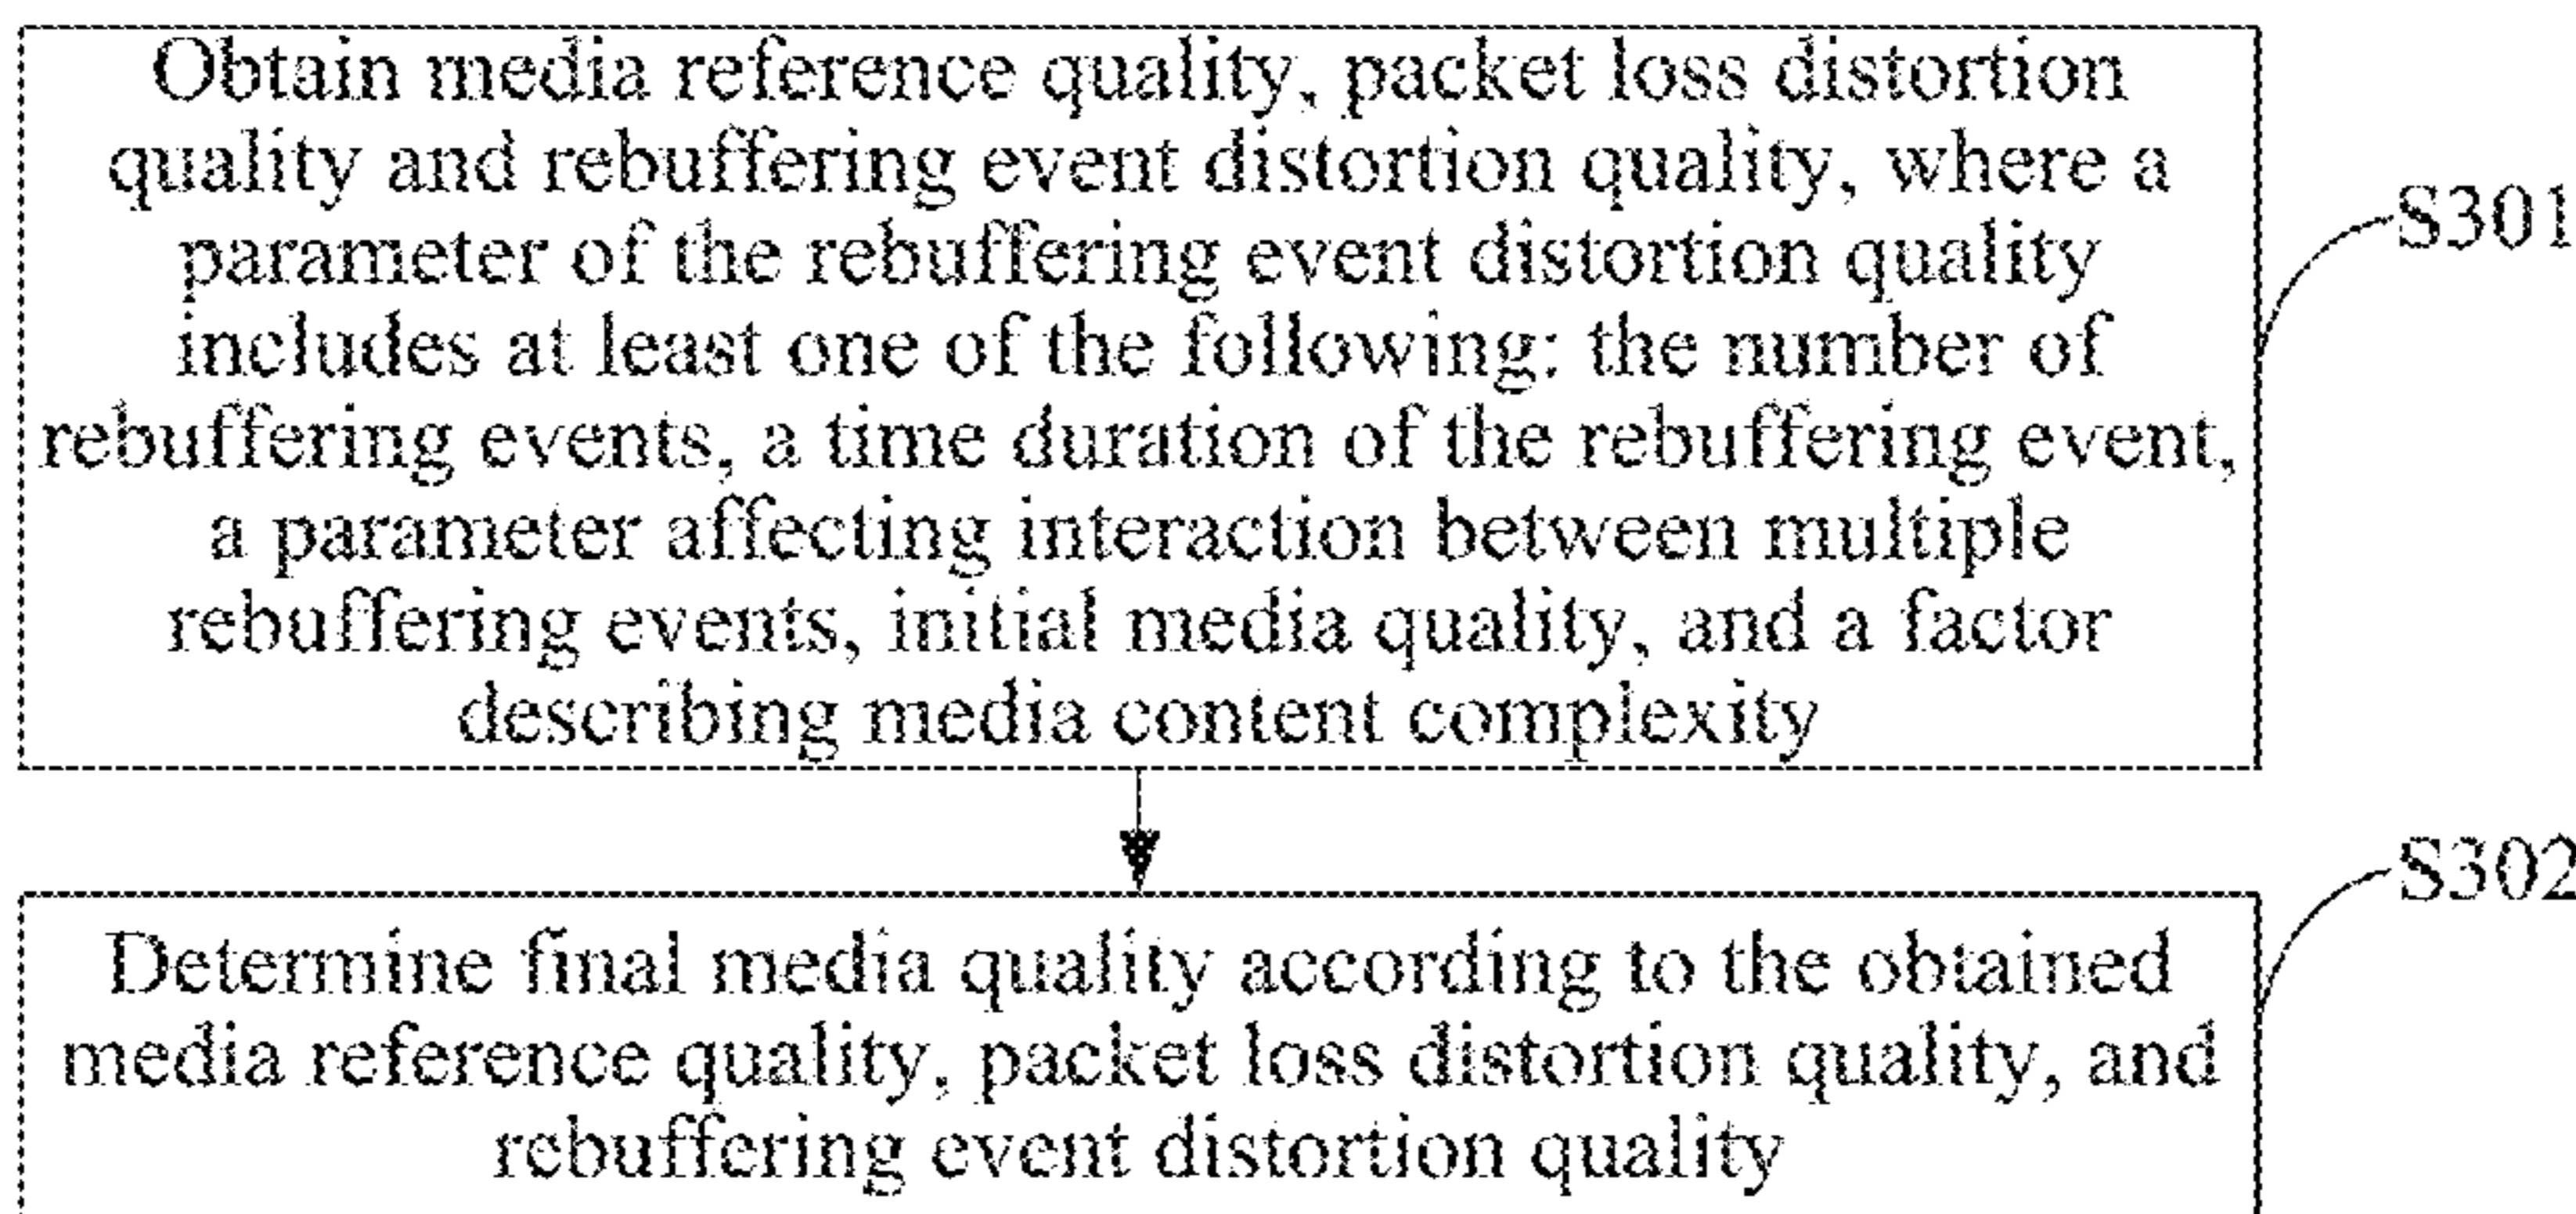 Obtain media reference quality, packet loss distortion
quality and rebuffering event distortion quality, where a
parameter of the rebuffering event distortion quality
includes at least one of the following: the number of
rebuffering events, a time duration of the rebuffering event,
a parameter affecting interaction between multiple
rebuffering events, initial media quality, and a factor
describing media content complexity
S301
S302
Determine final media quality according to the obtained
media reference quality, packet loss distortion quality, and
rebuffering event distortion quality